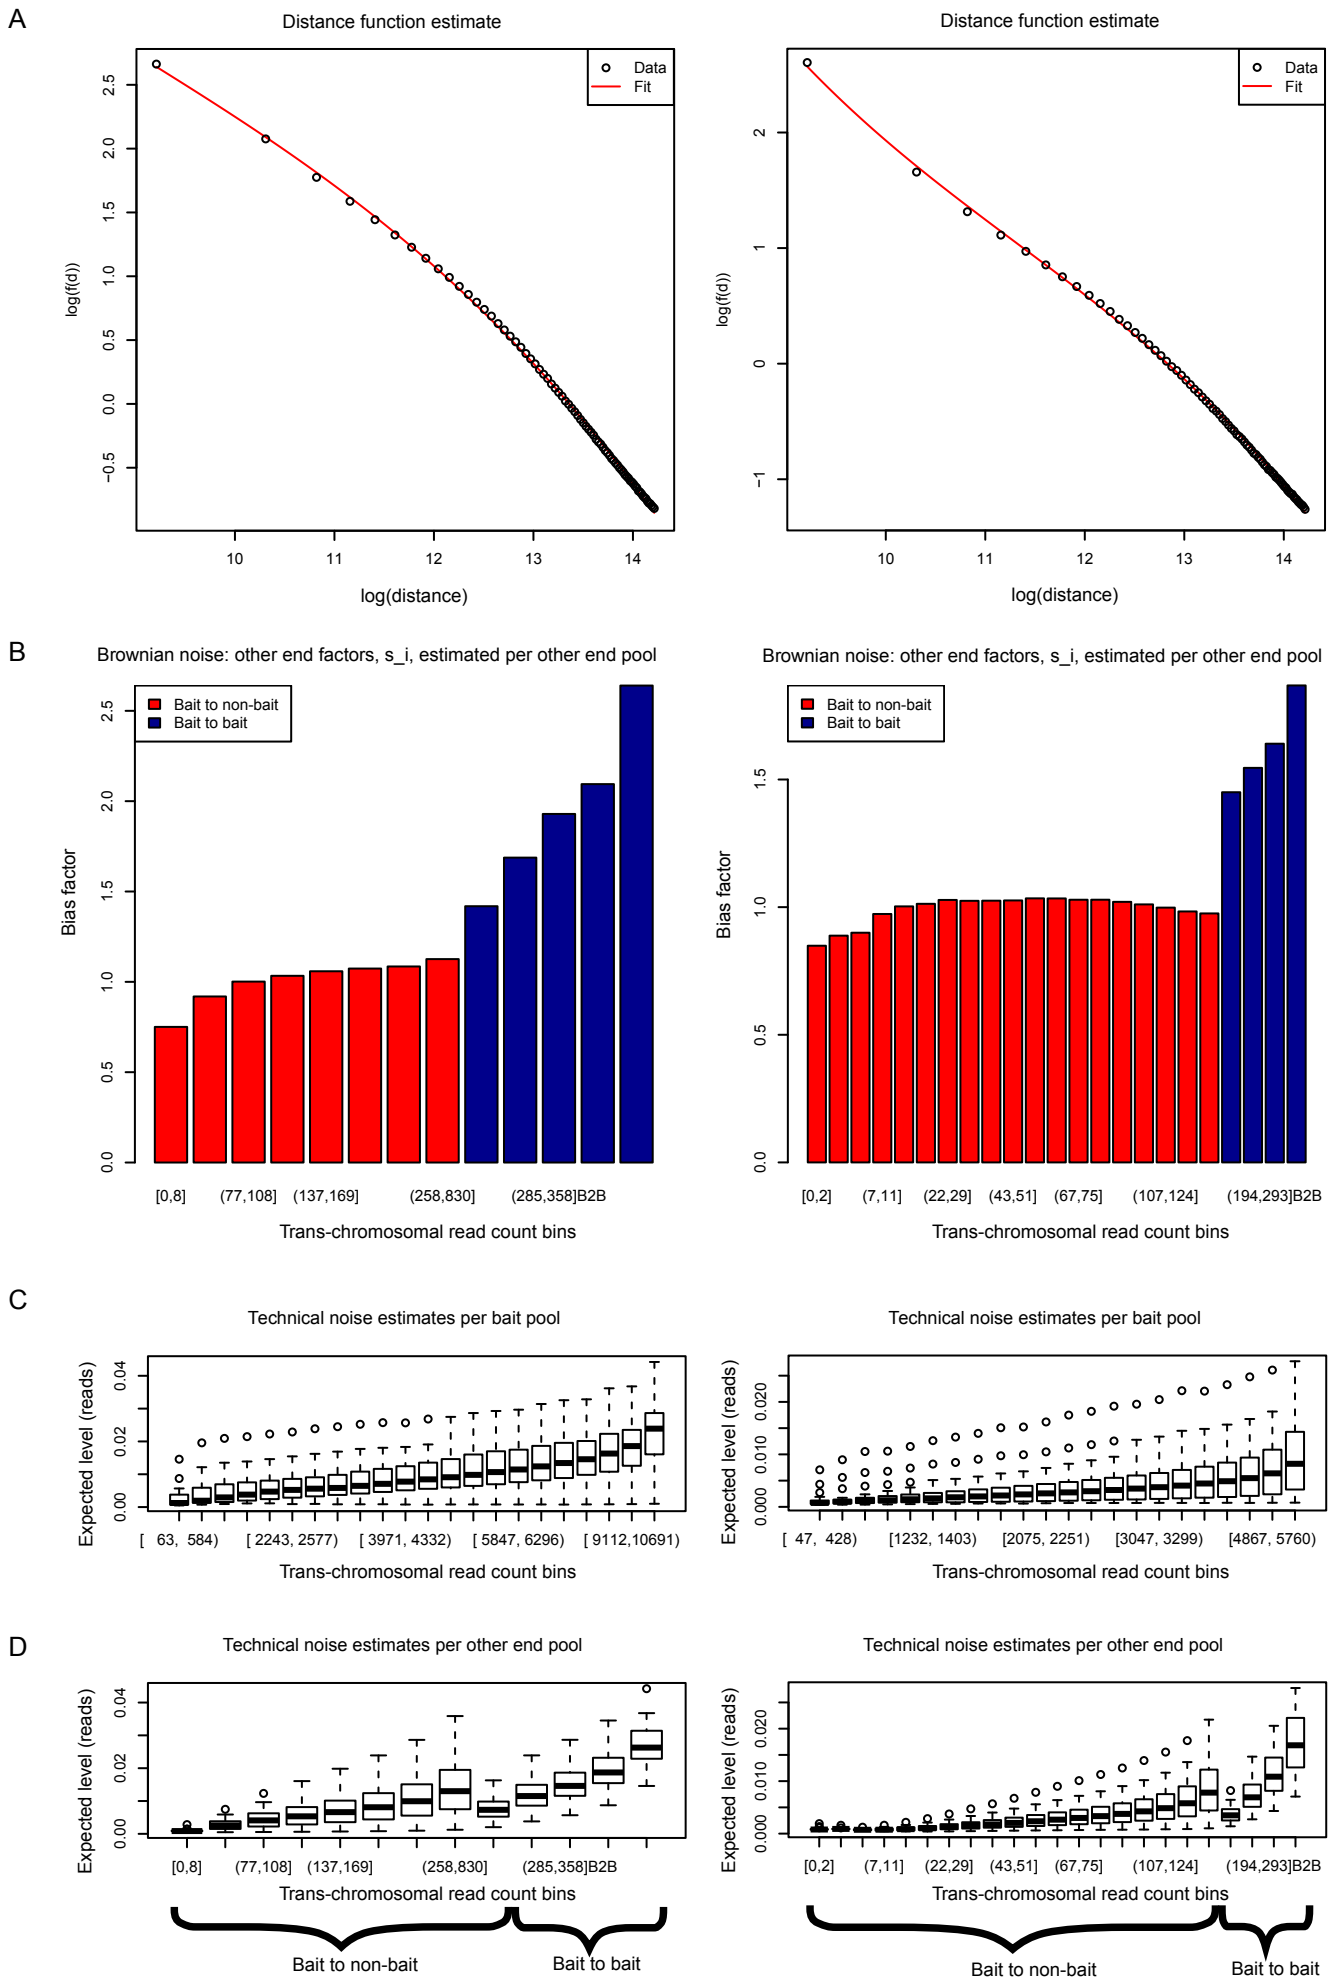 A
Distance function estimate
Distance function estimate
Data
Fit
Data
Fit
2.5
2.0
1.5
1.0
0.5
0.0
−0.5
log(f(d))
10
11
12
13
14
log(distance)
2
1
0
−1
log(f(d))
10
11
12
13
14
log(distance)
B
Brownian noise: other end factors, s_i, estimated per other end pool
Brownian noise: other end factors, s_i, estimated per other end pool
Bait to non-bait
Bait to bait
Bait to non-bait
Bait to bait
2.5
2.0
1.5
1.0
0.5
0.0
Bias factor
[0,8]
(77,108]
(137,169]
(258,830]
(285,358]B2B
Trans-chromosomal read count bins
1.5
1.0
0.5
0.0
Bias factor
[0,2]
(7,11]
(22,29]
(43,51]
(67,75]
(107,124]
(194,293]B2B
Trans-chromosomal read count bins
C
Technical noise estimates per bait pool
Technical noise estimates per bait pool
Expected level (reads)
0.04
0.02
0.00
[ 63, 584)
[2243, 2577)
[3971, 4332)
[5847, 6296)
[9112,10691)
Trans-chromosomal read count bins
Expected level (reads)
0.020
0.010
0.000
[ 47, 428)
[1232, 1403)
[2075, 2251)
[3047, 3299)
[4867, 5760)
Trans-chromosomal read count bins
D
Technical noise estimates per other end pool
Technical noise estimates per other end pool
Expected level (reads)
0.04
0.02
0.00
[0,8]
(77,108]
(137,169]
(258,830]
(285,358]B2B
Trans-chromosomal read count bins
Bait to non-bait
Bait to bait
Expected level (reads)
0.020
0.010
0.000
[0,2]
(7,11]
(22,29]
(43,51]
(67,75]
(107,124]
(194,293]B2B
Trans-chromosomal read count bins
Bait to non-bait
Bait to bait